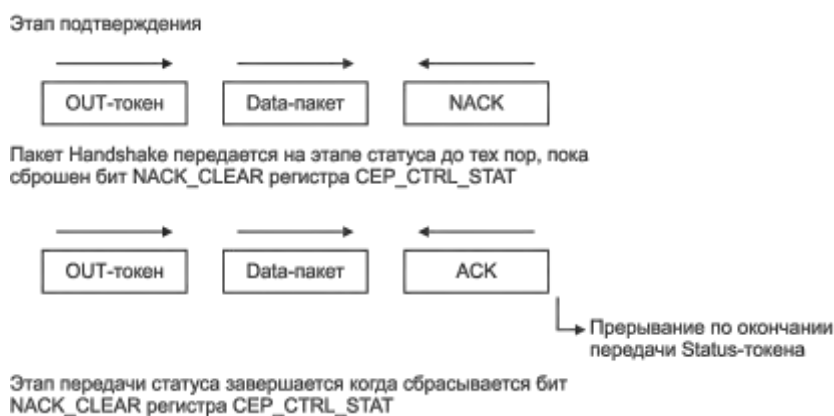 Этап подтверждения
OUT-токен Data-пакет NACK
Пакет Handshake передается на этапе статуса до тех пор, пока
сброшен бит NACK_CLEAR регистра CEP_CTRL_STAT
OUT-токен Data-пакет ACK
Прерывание по окончании
передачи Status-токена
Этап передачи статуса завершается когда сбрасывается бит
NACK_CLEAR регистра CEP_CTRL_STAT